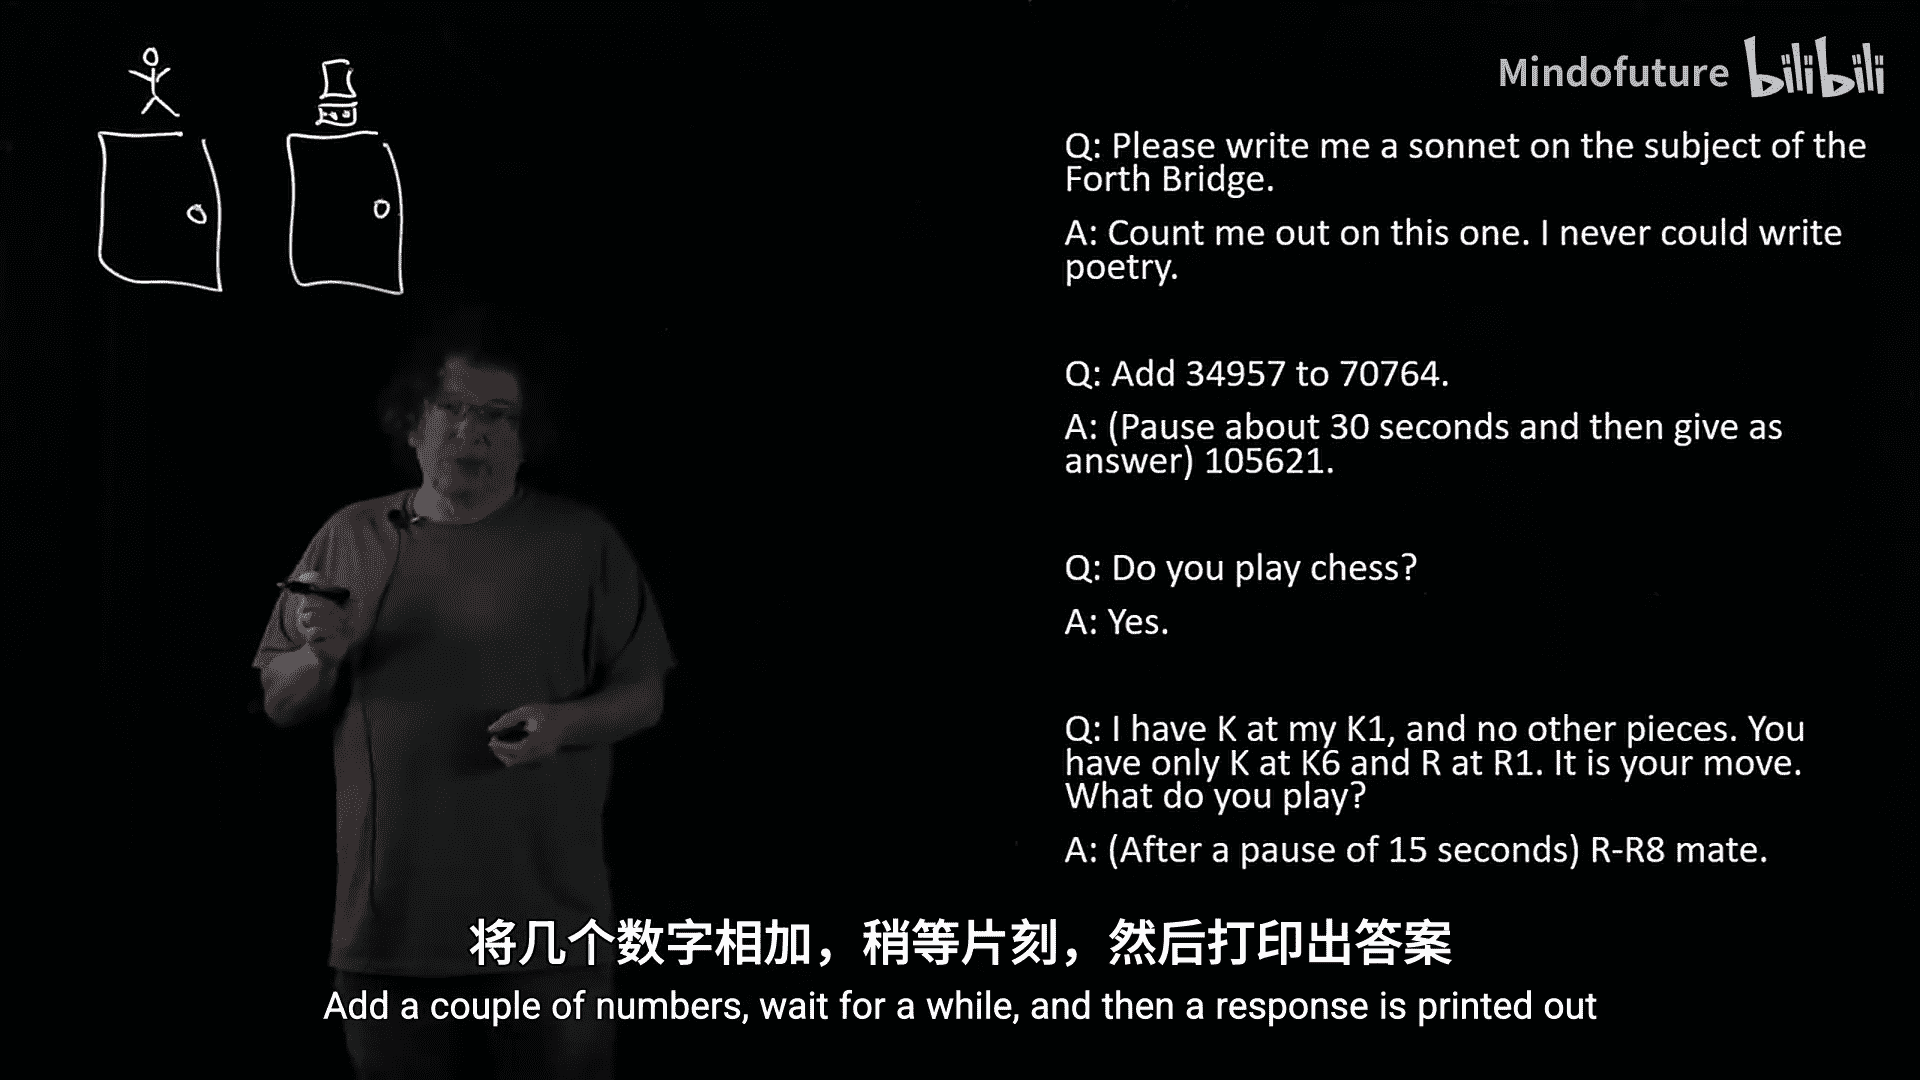 Mindofuture bilibili
Q: Please write me a sonnet on the subject of the
Forth Bridge.
A: Count me out on this one. I never could write
poetry.
Q: Add 34957 to 70764.
A: (Pause about 30 seconds and then give as
answer) 105621.
Q: Do you play chess?
A: Yes.
Q: I have K at my K1, and no other pieces. You
have only K at K6 and R at R1. It is your move.
What do you play?
A: (After a pause of 15 seconds) R-R8 mate.
将几个数字相加，稍等片刻，然后打印出答案
Add a couple of numbers, wait for a while, and then a response is printed out